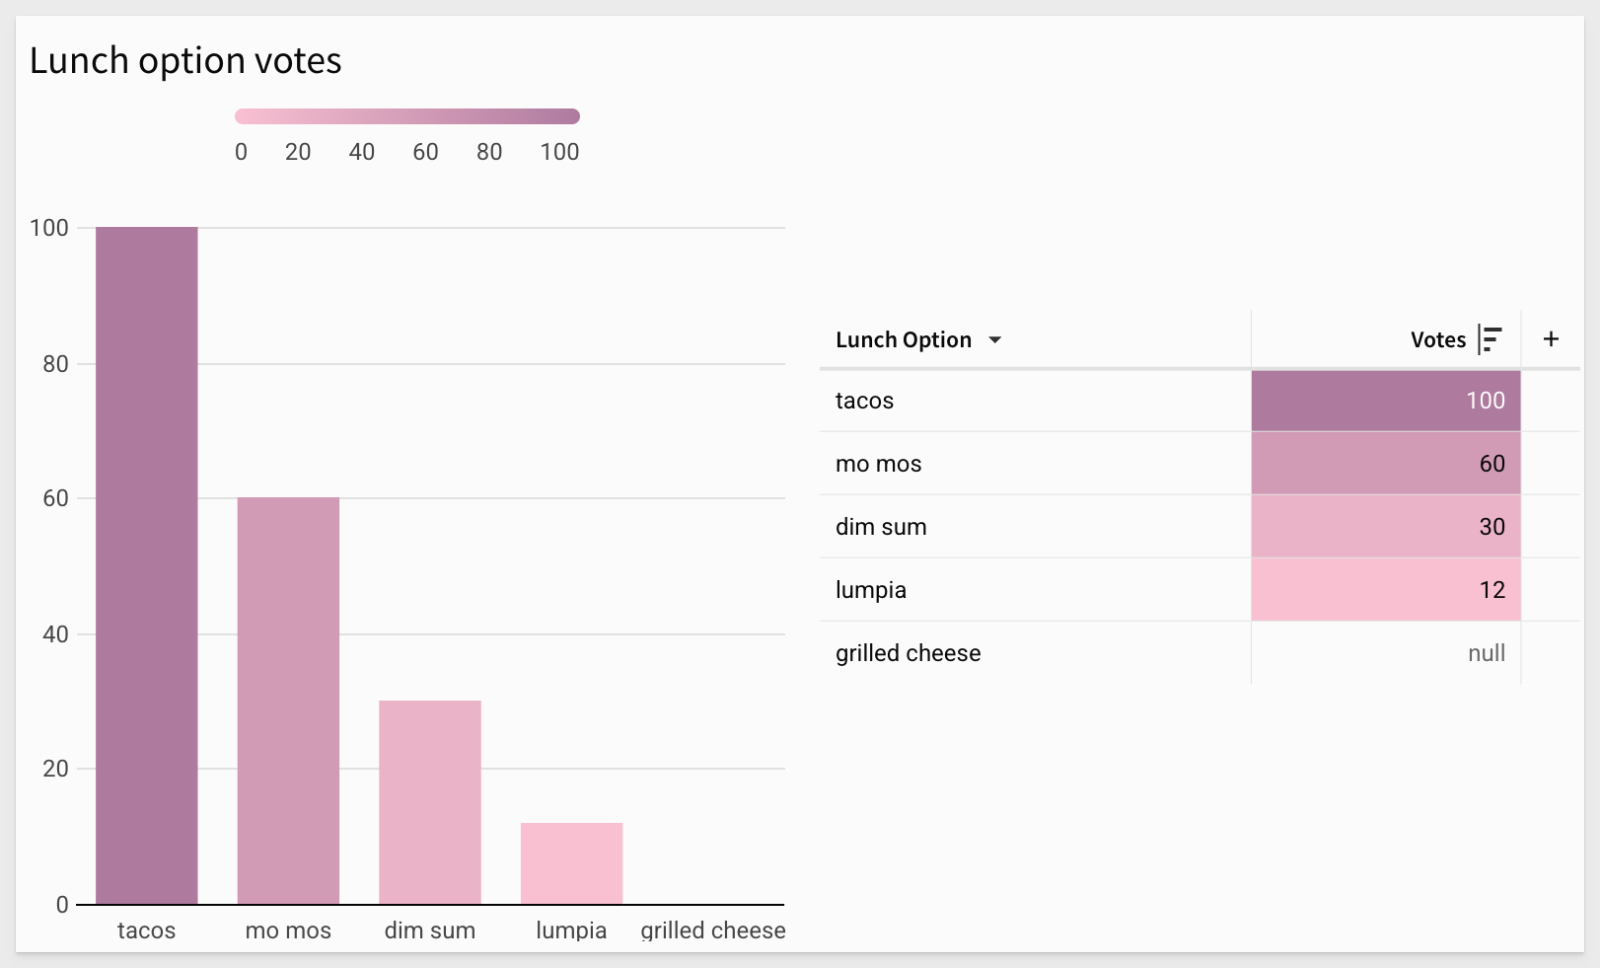 Lunch option votes
0 20 40 60 80 100
100
80
60
40
20
0
tacos mo mos dim sum lumpia grilled cheese
Lunch Option Votes +
tacos 100
mo mos 60
dim sum 30
lumpia 12
grilled cheese null